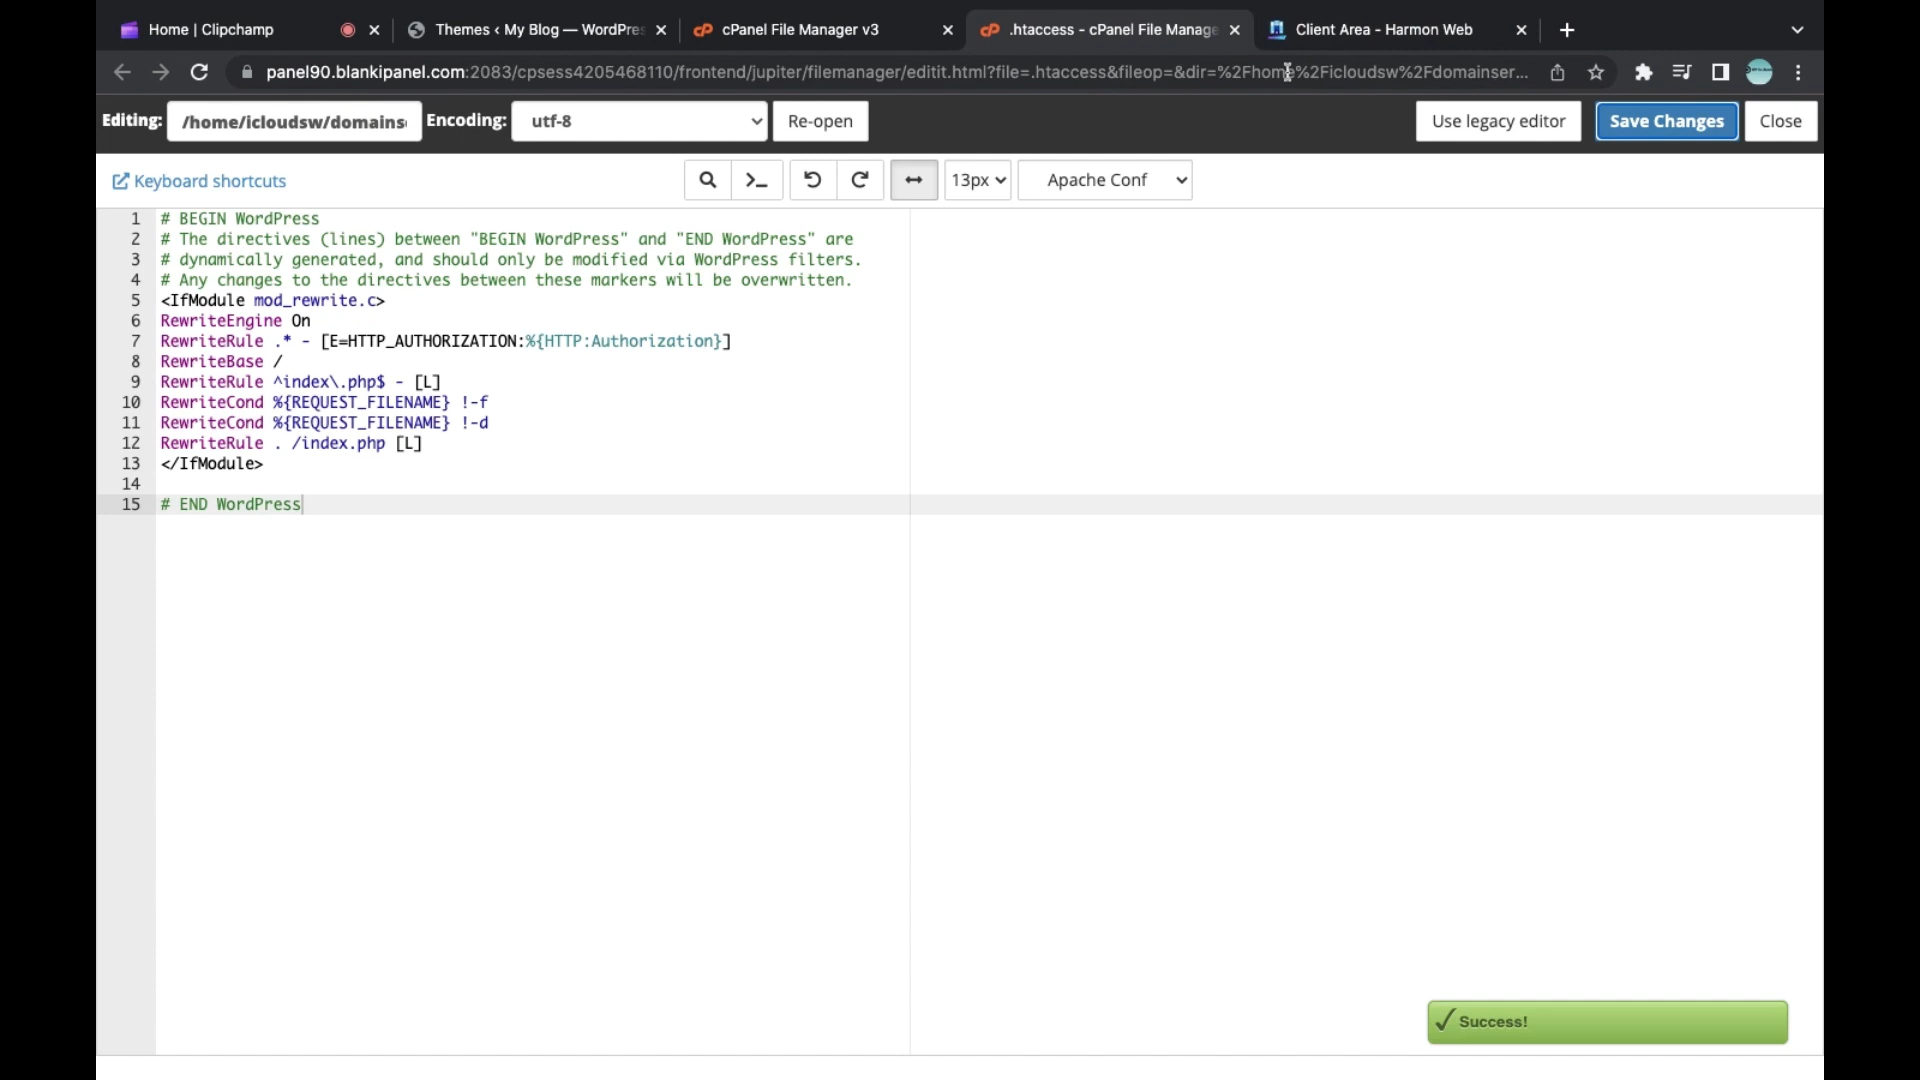 Home | Clipchamp
Themes ‹ My Blog — WordPres
cPanel File Manager v3
.htaccess - cPanel File Manage
Client Area - Harmon Web
panel90.blankipanel.com:2083/cpsess4205468110/frontend/jupiter/filemanager/editit.html?file=.htaccess&fileop=&dir=%2Fhome%2Ficloudsw%2Fdomainser...
Editing: /home/icloudsw/domains Encoding: utf-8 Re-open Use legacy editor Save Changes Close
Keyboard shortcuts 13px Apache Conf
1 # BEGIN WordPress
2 # The directives (lines) between "BEGIN WordPress" and "END WordPress" are
3 # dynamically generated, and should only be modified via WordPress filters.
4 # Any changes to the directives between these markers will be overwritten.
5 <IfModule mod_rewrite.c>
6 RewriteEngine On
7 RewriteRule .* - [E=HTTP_AUTHORIZATION:%{HTTP:Authorization}]
8 RewriteBase /
9 RewriteRule ^index\.php$ - [L]
10 RewriteCond %{REQUEST_FILENAME} !-f
11 RewriteCond %{REQUEST_FILENAME} !-d
12 RewriteRule . /index.php [L]
13 </IfModule>
14
15 # END WordPress
Success!